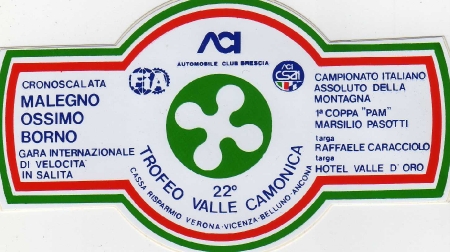 ACI
AUTOMOBILE CLUB BRESCIA
CRONOSCALATA
MALEGNO
OSSIMO
BORNO
GARA INTERNAZIONALE
DI VELOCITA'
IN SALITA
FIA
ACI
CSAI
CAMPIONATO ITALIANO
ASSOLUTO DELLA
MONTAGNA
1ª COPPA "PAM"
MARSILIO PASOTTI
targa
RAFFAELE CARACCIOLO
targa
HOTEL VALLE D'ORO
22°
TROFEO VALLE CAMONICA
CASSA RISPARMIO-VERONA-VICENZA-BELLUNO-ANCONA